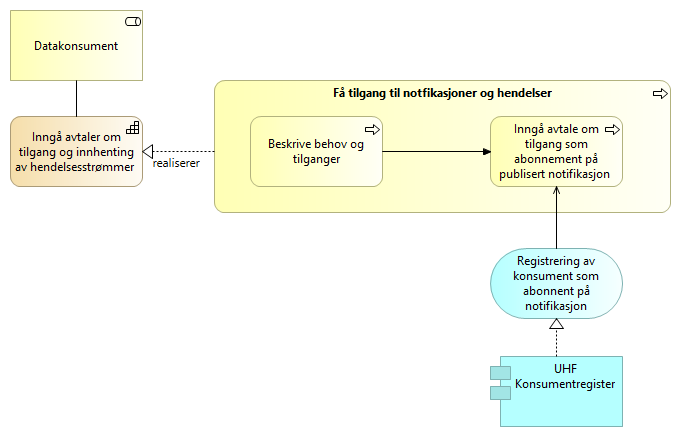 Datakonsument
Inngå avtaler om
tilgang og innhenting
av hendelsesstrømmer
realiserer
Få tilgang til notfikasjoner og hendelser
Beskrive behov og
tilganger
Inngå avtale om
tilgang som
abonnement på
publisert notifikasjon
Registrering av
konsument som
abonnent på
notifikasjon
UHF
Konsumentregister